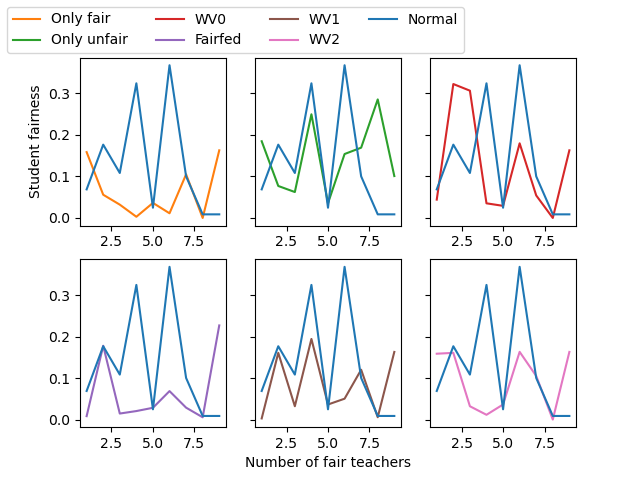 Only fair WV0 WV1 Normal
Only unfair Fairfed WV2
Student fairness
0.3
0.2
0.1
0.0
2.5 5.0 7.5 2.5 5.0 7.5 2.5 5.0 7.5
0.3
0.2
0.1
0.0
2.5 5.0 7.5 2.5 5.0 7.5 2.5 5.0 7.5
Number of fair teachers